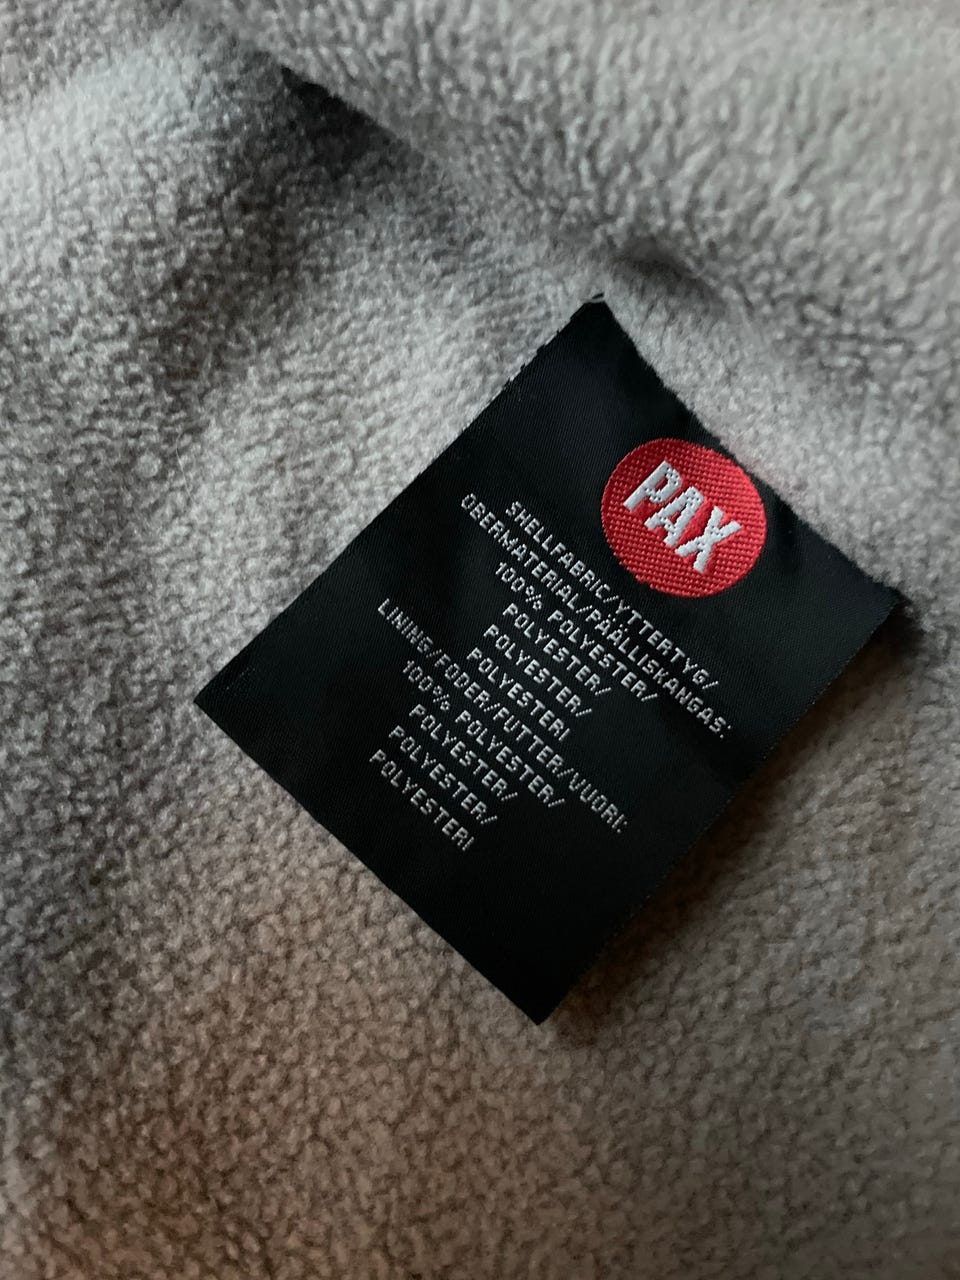 PAX
SHELLFABRIC/YTTERTYG/
OBERMATERIAL/PÄÄLLISKANGAS:
100% POLYESTER/
POLYESTER/
POLYESTER/
POLYESTERI
LINING/FODER/FUTTER/VUORI:
100% POLYESTER/
POLYESTER/
POLYESTER/
POLYESTERI